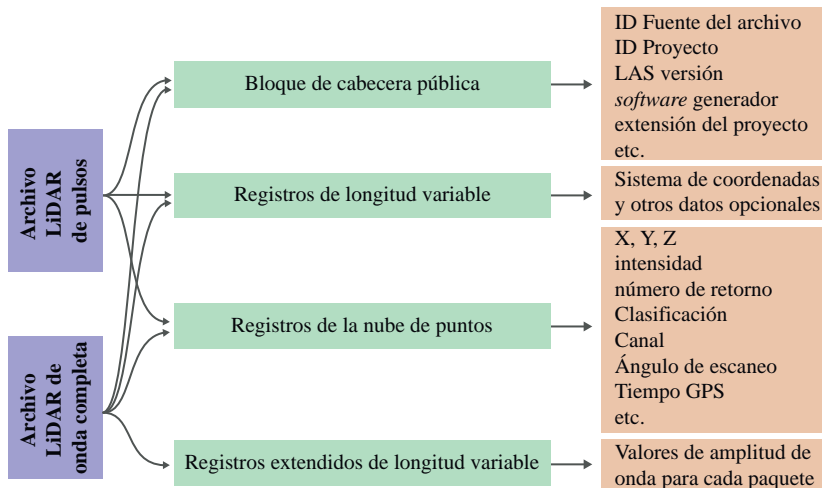 Archivo
LiDAR
de pulsos
Archivo
LiDAR de
onda completa
Bloque de cabecera pública
Registros de longitud variable
Registros de la nube de puntos
Registros extendidos de longitud variable
ID Fuente del archivo
ID Proyecto
LAS versión
software generador
extensión del proyecto
etc.
Sistema de coordenadas
y otros datos opcionales
X, Y, Z
intensidad
número de retorno
Clasificación
Canal
Ángulo de escaneo
Tiempo GPS
etc.
Valores de amplitud de
onda para cada paquete